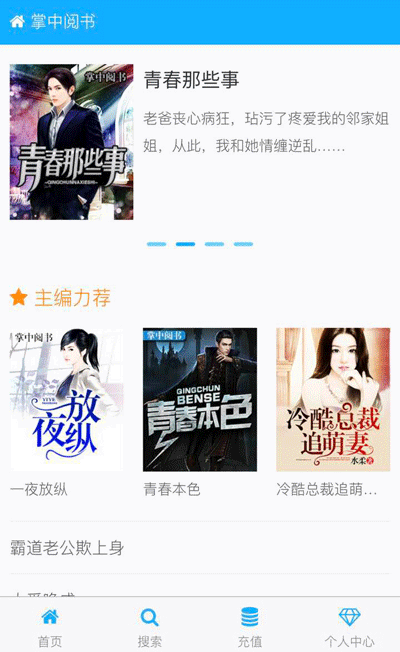 掌中阅书
掌中阅书
青春那些事
QINGCHUNNAXIESHI
青春那些事
老爸丧心病狂，玷污了疼爱我的邻家姐
姐，从此，我和她情缠逆乱……
主编力荐
掌中阅书
一夜放纵
掌中阅书
QINGCHUN
BENSE
青春本色
冷酷总裁
追萌妻
水柔著
一夜放纵
青春本色
冷酷总裁追萌…
霸道老公欺上身
首页
搜索
充值
个人中心